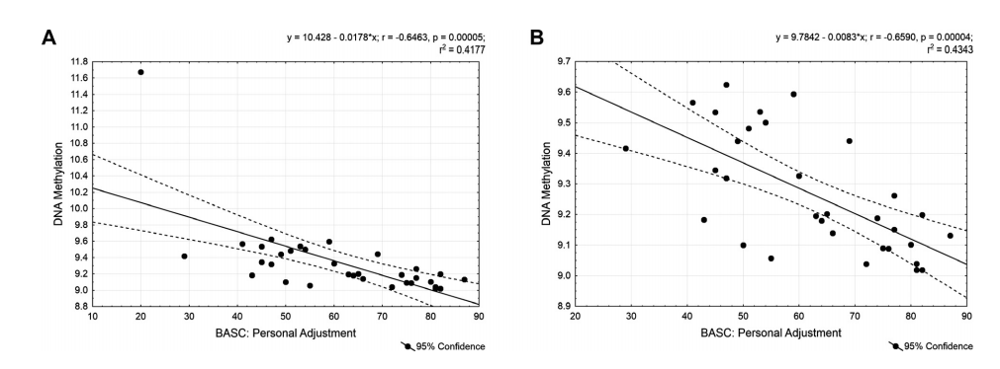 A
y = 10.428 - 0.0178*x; r = -0.6463, p = 0.00005;
r² = 0.4177
11.8
11.6
11.4
11.2
11.0
10.8
10.6
10.4
10.2
10.0
9.8
9.6
9.4
9.2
9.0
8.8
DNA Methylation
10 20 30 40 50 60 70 80 90
BASC: Personal Adjustment
95% Confidence
B
y = 9.7842 - 0.0083*x; r = -0.6590, p = 0.00004;
r² = 0.4343
9.7
9.6
9.5
9.4
9.3
9.2
9.1
9.0
8.9
DNA Methylation
20 30 40 50 60 70 80 90
BASC: Personal Adjustment
95% Confidence